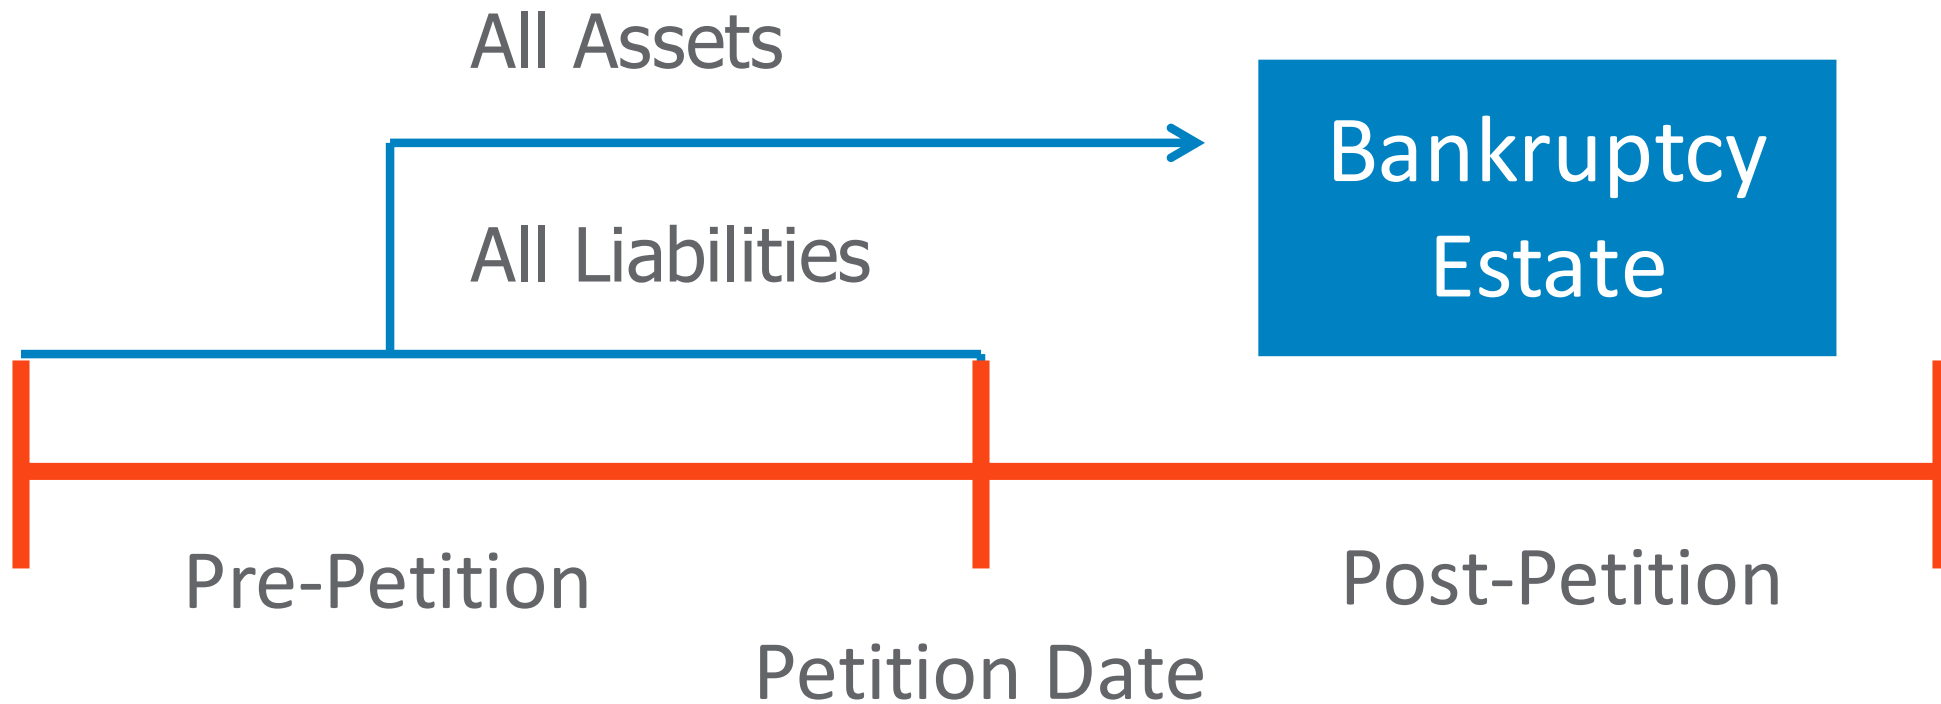 All Assets
Bankruptcy
Estate
All Liabilities
Pre-Petition
Post-Petition
Petition Date